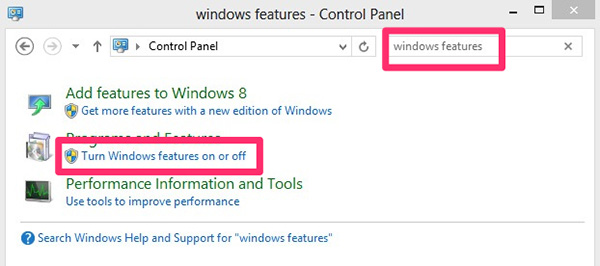 windows features - Control Panel
Control Panel
windows features
Add features to Windows 8
Get more features with a new edition of Windows
Programs and Features
Turn Windows features on or off
Performance Information and Tools
Use tools to improve performance
Search Windows Help and Support for "windows features"